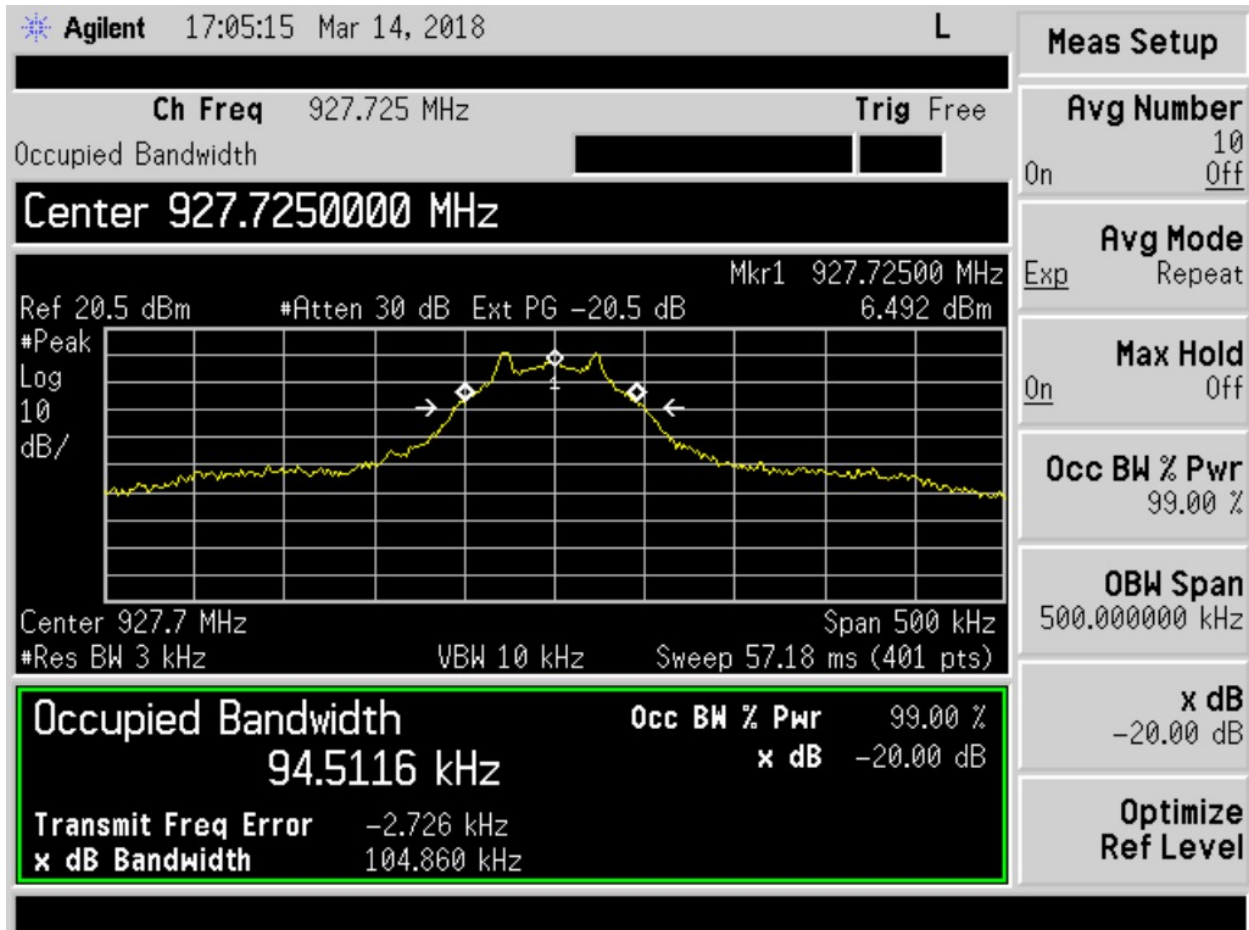 Agilent 17:05:15 Mar 14, 2018 L
Ch Freq 927.725 MHz Trig Free
Occupied Bandwidth
Center 927.7250000 MHz
Mkr1 927.72500 MHz
Ref 20.5 dBm #Atten 30 dB Ext PG −20.5 dB 6.492 dBm
#Peak
Log
10
dB/
1
Center 927.7 MHz Span 500 kHz
#Res BW 3 kHz VBW 10 kHz Sweep 57.18 ms (401 pts)
Occupied Bandwidth Occ BW % Pwr 99.00 %
94.5116 kHz x dB −20.00 dB
Transmit Freq Error −2.726 kHz
x dB Bandwidth 104.860 kHz
Meas Setup
Avg Number
10
On Off
Avg Mode
Exp Repeat
Max Hold
On Off
Occ BW % Pwr
99.00 %
OBW Span
500.000000 kHz
x dB
−20.00 dB
Optimize
Ref Level